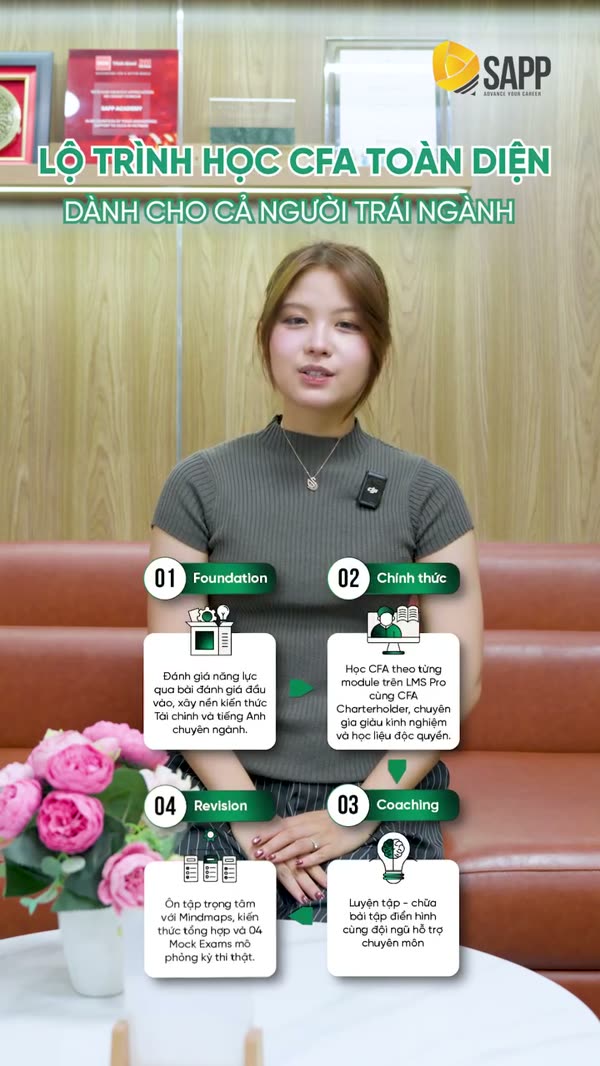 SAPP
ADVANCE YOUR CAREER
SAPP ACADEMY
LỘ TRÌNH HỌC CFA TOÀN DIỆN
DÀNH CHO CẢ NGƯỜI TRÁI NGÀNH
01 Foundation
Đánh giá năng lực
qua bài đánh giá đầu
vào, xây nền kiến thức
Tài chính và tiếng Anh
chuyên ngành.
02 Chính thức
Học CFA theo từng
module trên LMS Pro
cùng CFA
Charterholder, chuyên
gia giàu kinh nghiệm
và học liệu độc quyền.
03 Coaching
Luyện tập - chữa
bài tập điển hình
cùng đội ngũ hỗ trợ
chuyên môn
04 Revision
Ôn tập trọng tâm
với Mindmaps, kiến
thức tổng hợp và 04
Mock Exams mô
phỏng kỳ thi thật.